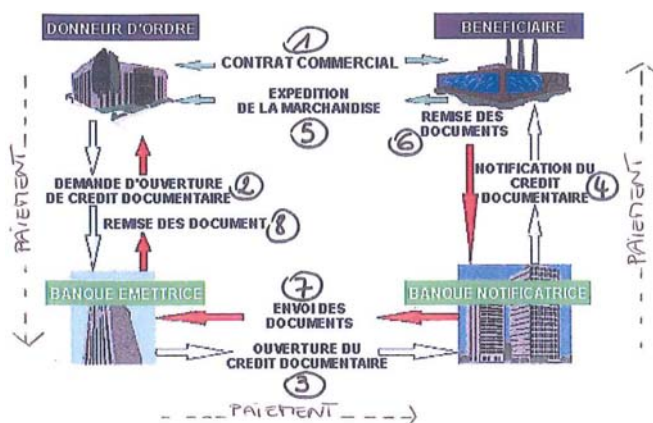 DONNEUR D'ORDRE
BENEFICIAIRE
1
CONTRAT COMMERCIAL
EXPEDITION
DE LA MARCHANDISE
5
REMISE DES
DOCUMENTS
6
PAIEMENT
DEMANDE D'OUVERTURE
DE CREDIT DOCUMENTAIRE
2
NOTIFICATION DU
CREDIT
DOCUMENTAIRE
4
PAIEMENT
REMISE DES DOCUMENT
8
BANQUE EMETTRICE
7
BANQUE NOTIFICATRICE
ENVOI DES
DOCUMENTS
OUVERTURE DU
CREDIT DOCUMENTAIRE
3
PAIEMENT